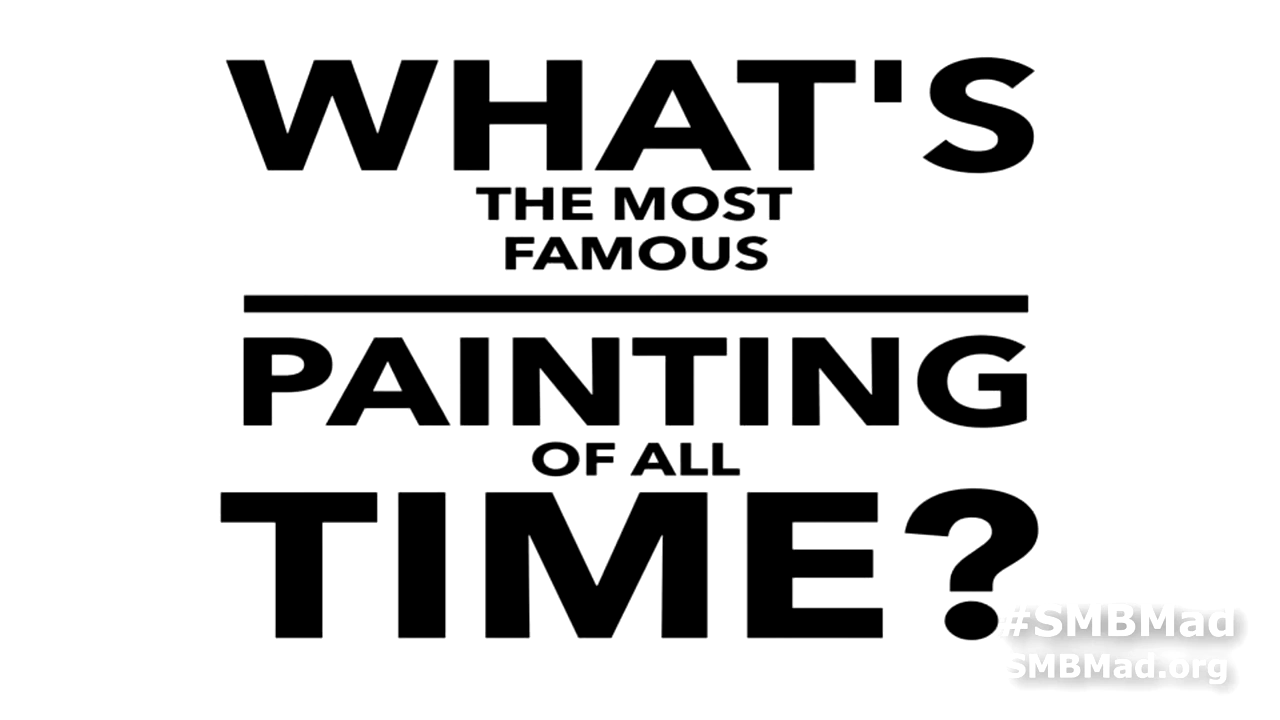 WHAT'S
THE MOST
FAMOUS
PAINTING
OF ALL
TIME?
#SMBMad
SMBMad.org